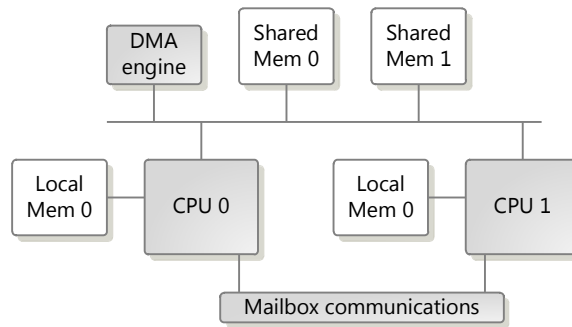 DMA
engine
Shared
Mem 0
Shared
Mem 1
Local
Mem 0
CPU 0
Local
Mem 0
CPU 1
Mailbox communications